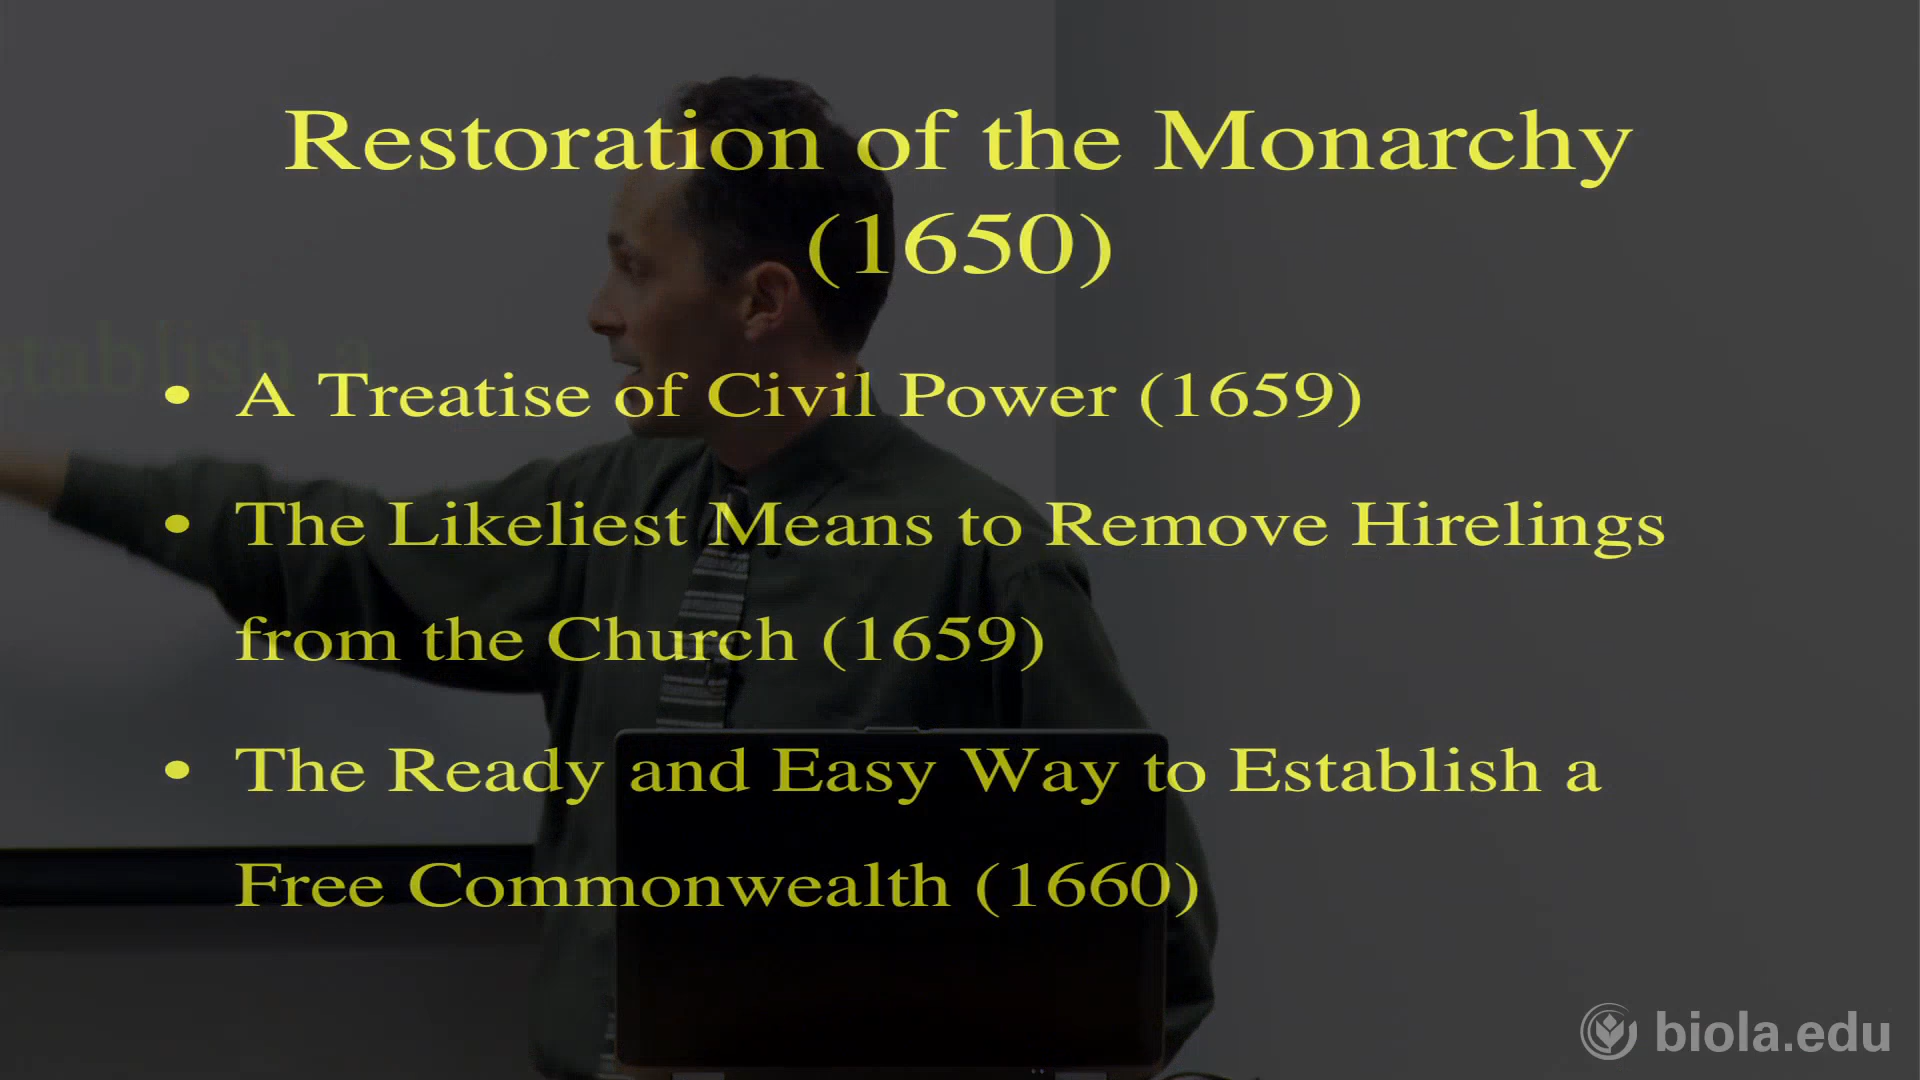 Restoration of the Monarchy
(1650)
stablish a
• A Treatise of Civil Power (1659)
• The Likeliest Means to Remove Hirelings
from the Church (1659)
• The Ready and Easy Way to Establish a
Free Commonwealth (1660)
biola.edu